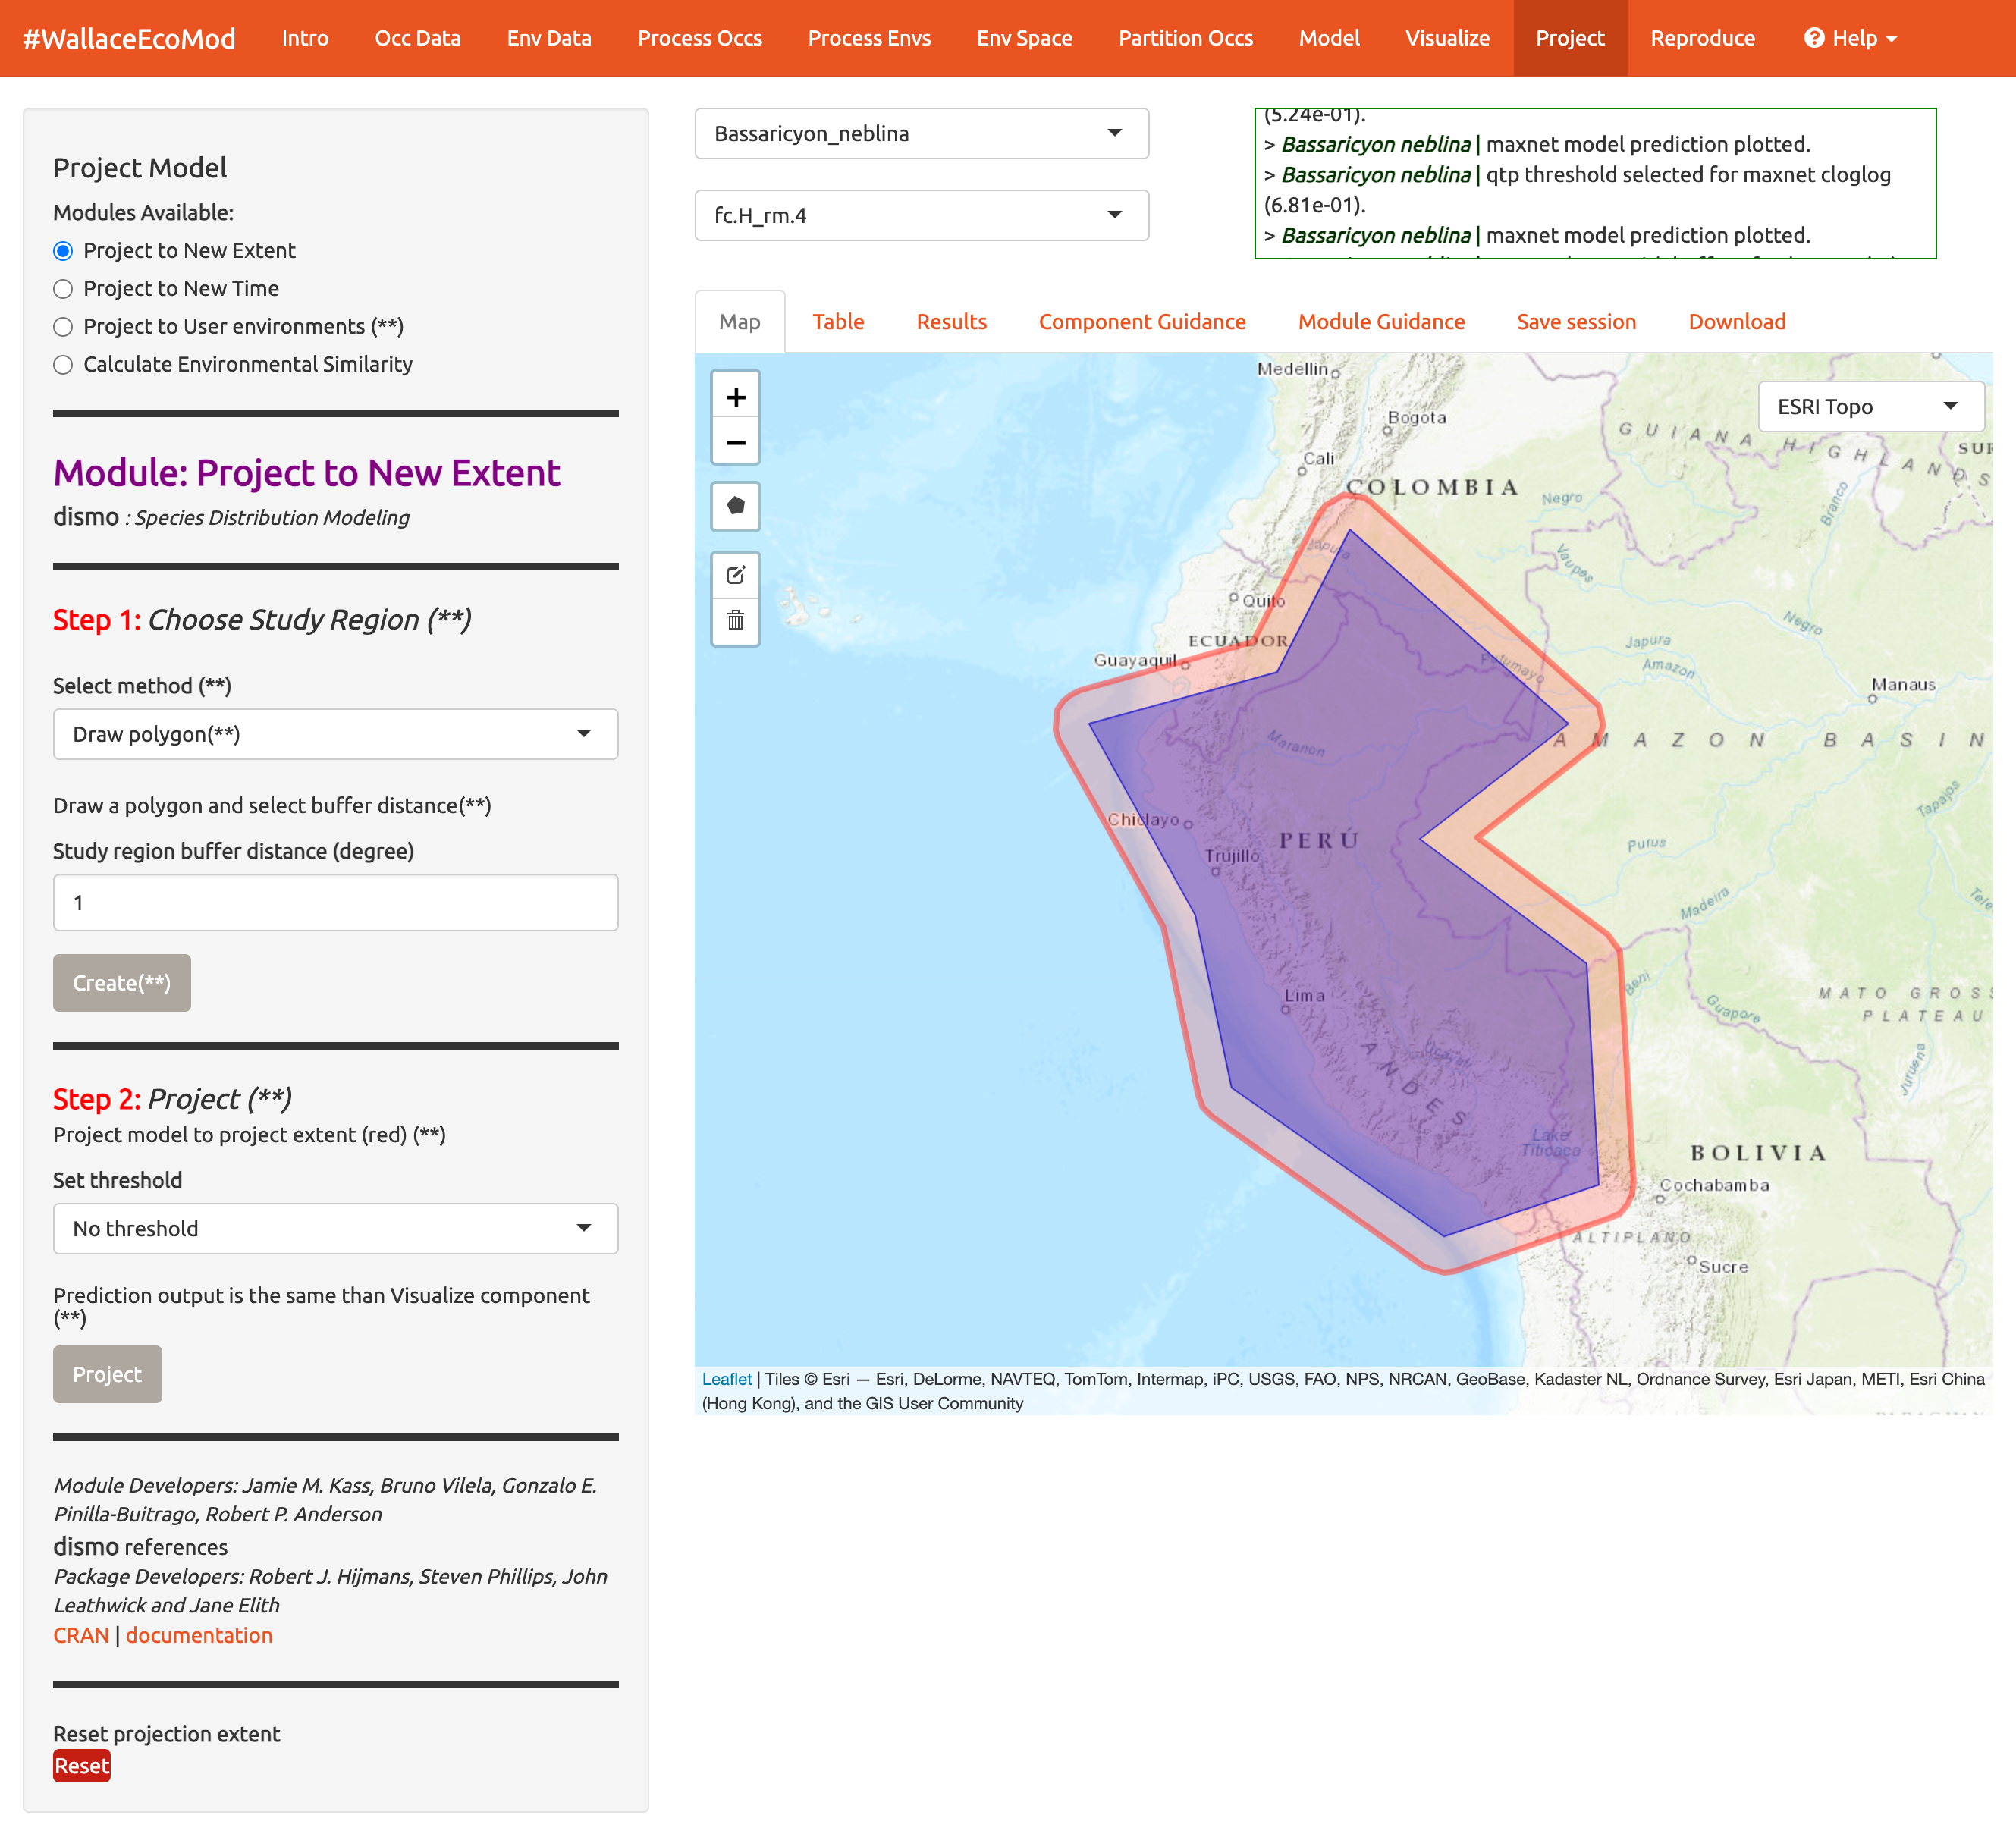 #WallaceEcoMod Intro Occ Data Env Data Process Occs Process Envs Env Space Partition Occs Model Visualize Project Reproduce Help
Project Model
Modules Available:
Project to New Extent
Project to New Time
Project to User environments (**)
Calculate Environmental Similarity
Module: Project to New Extent
dismo : Species Distribution Modeling
Step 1: Choose Study Region (**)
Select method (**)
Draw polygon(**)
Draw a polygon and select buffer distance(**)
Study region buffer distance (degree)
1
Create(**)
Step 2: Project (**)
Project model to project extent (red) (**)
Set threshold
No threshold
Prediction output is the same than Visualize component
(**)
Project
Module Developers: Jamie M. Kass, Bruno Vilela, Gonzalo E.
Pinilla-Buitrago, Robert P. Anderson
dismo references
Package Developers: Robert J. Hijmans, Steven Phillips, John
Leathwick and Jane Elith
CRAN | documentation
Reset projection extent
Reset
Bassaricyon_neblina
fc.H_rm.4
(5.24e-01).
> Bassaricyon neblina | maxnet model prediction plotted.
> Bassaricyon neblina | qtp threshold selected for maxnet cloglog
(6.81e-01).
> Bassaricyon neblina | maxnet model prediction plotted.
Map Table Results Component Guidance Module Guidance Save session Download
+
−
ESRI Topo
Medellin
Bogota
Cali
COLOMBIA
GUIANA HIGHLANDS
SUR
Negro
Branco
Japura
Vaupes
Quito
ECUADOR
Guayaquil
Negro
Japura
Amazon
Putumayo
Manaus
AMAZON BASIN
Maranon
Tapajos
Chiclayo
PERÚ
Trujillo
Purus
Madeira
Tele
Lima
Beni
Guapore
MATO GROSS
PLATEAU
ANDES
Ucayali
Juruena
Lake
Titicaca
BOLIVIA
Cochabamba
ALTIPLANO
Sucre
Leaflet | Tiles © Esri — Esri, DeLorme, NAVTEQ, TomTom, Intermap, iPC, USGS, FAO, NPS, NRCAN, GeoBase, Kadaster NL, Ordnance Survey, Esri Japan, METI, Esri China
(Hong Kong), and the GIS User Community